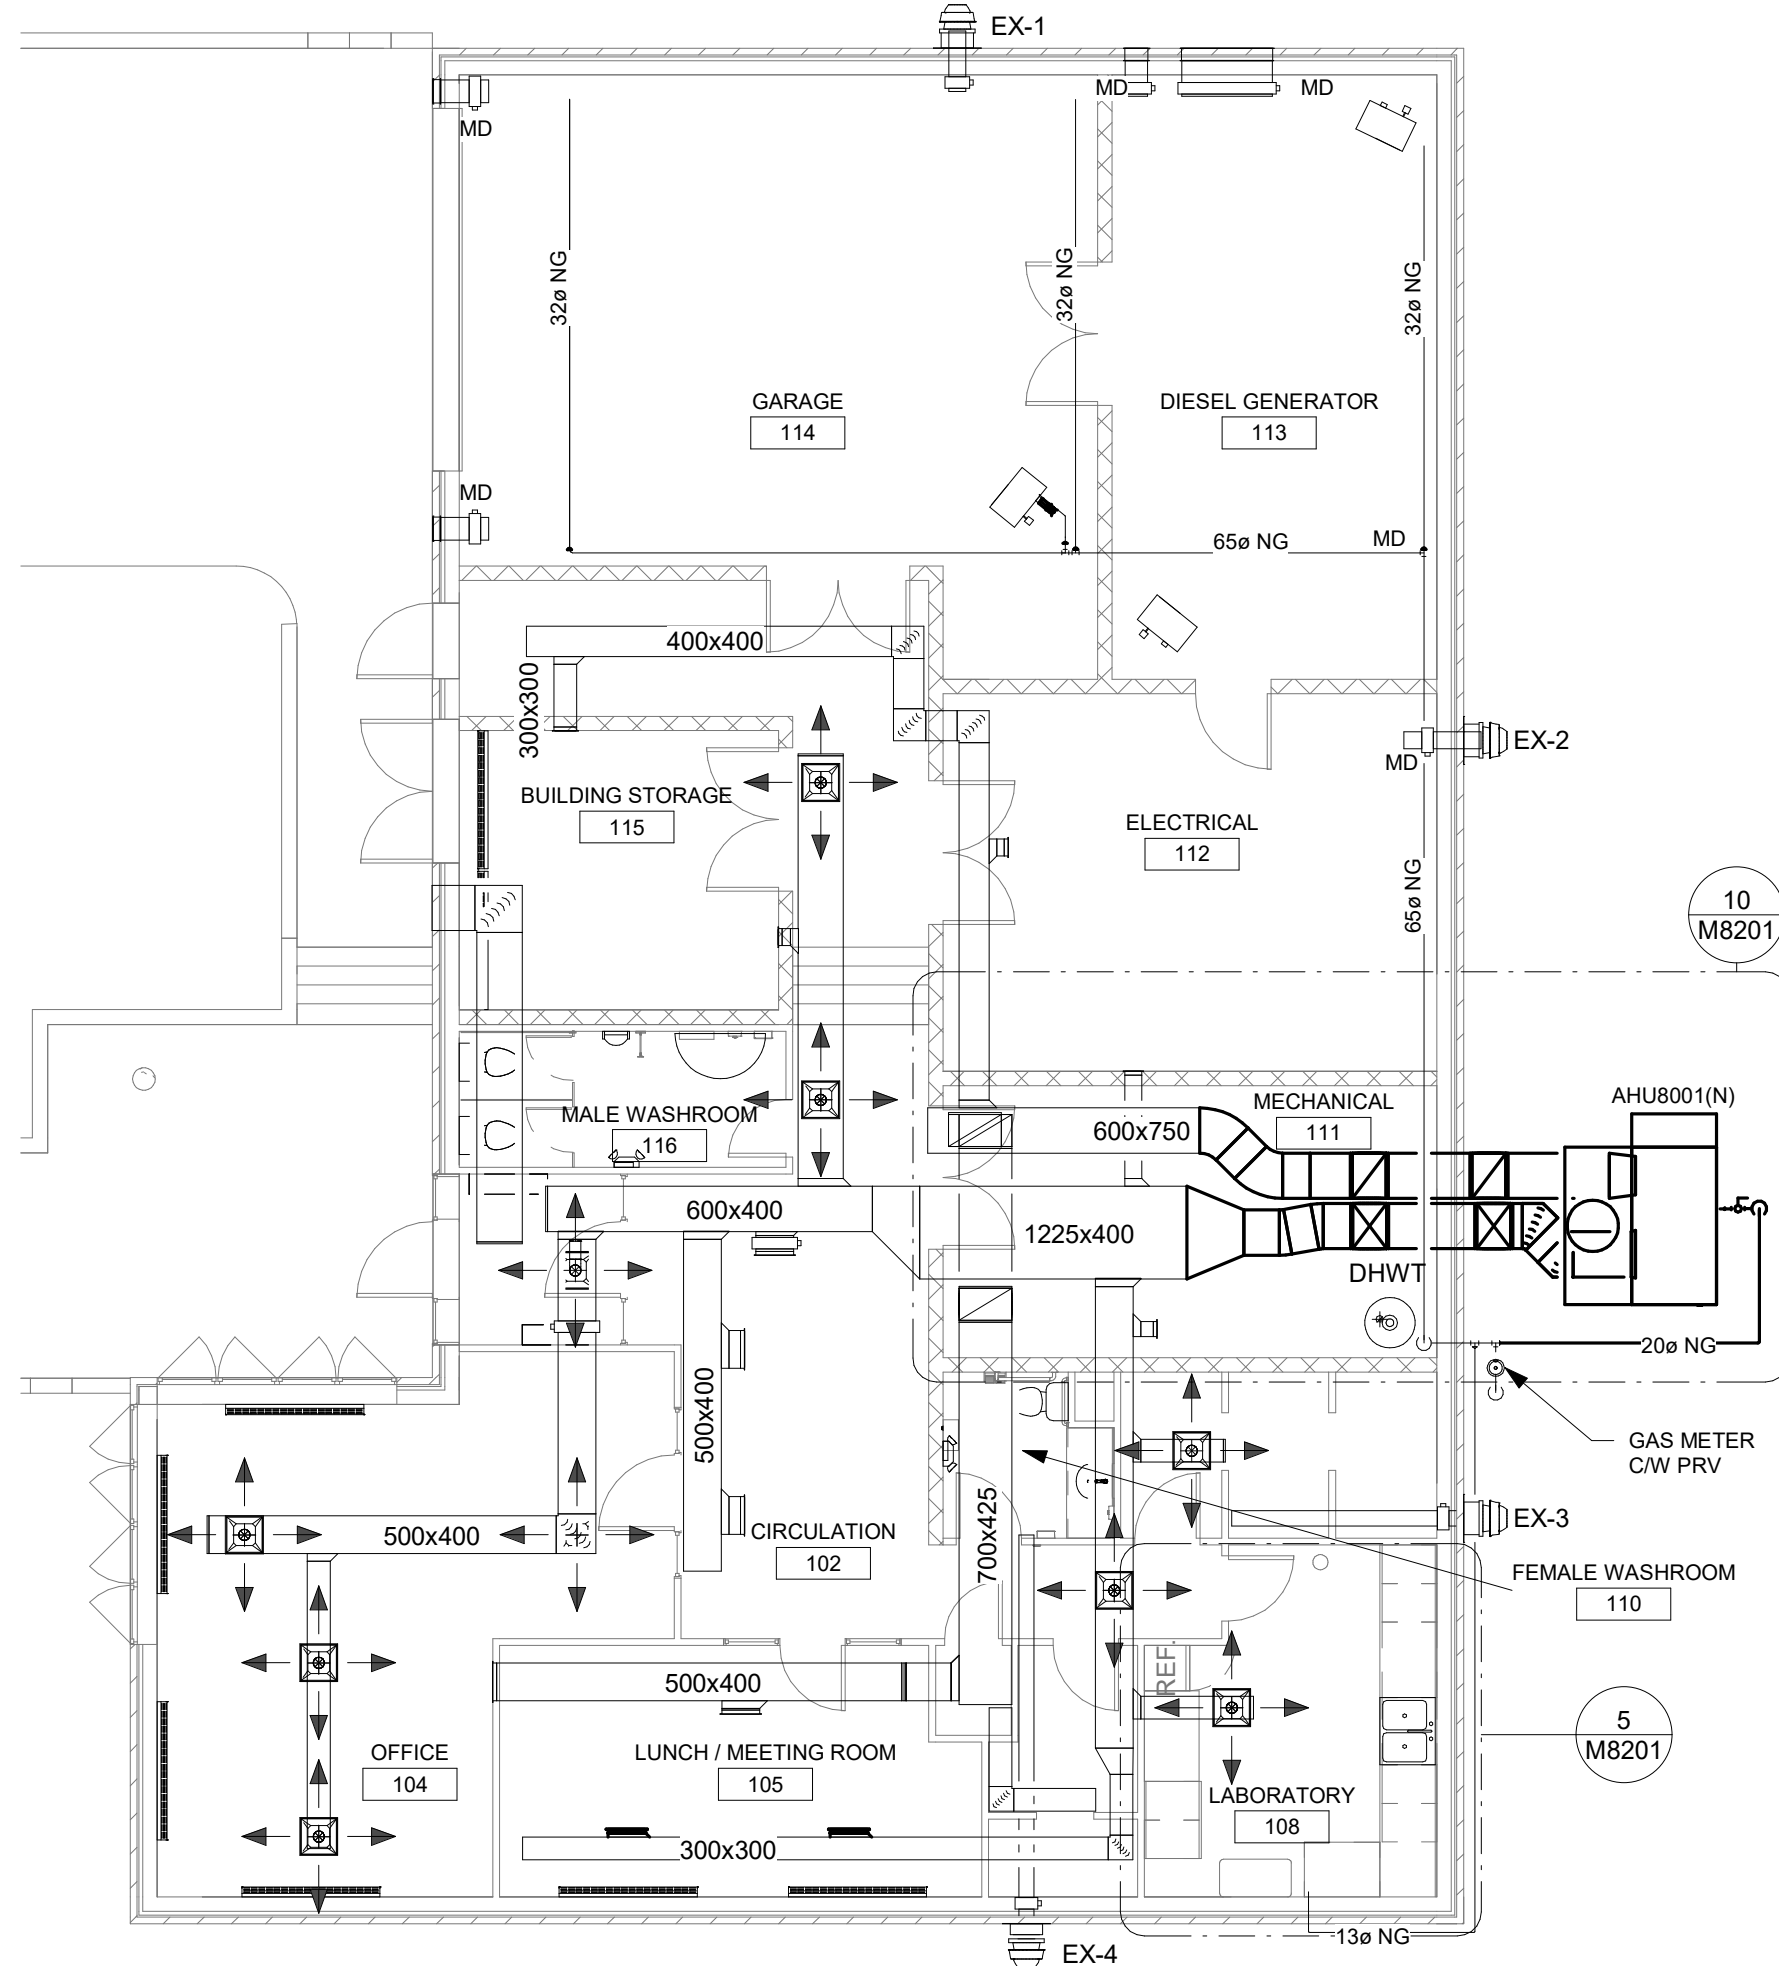 EX-1
MD
MD
MD
32ø NG
32ø NG
32ø NG
GARAGE
114
DIESEL GENERATOR
113
MD
65ø NG
MD
400x400
300x300
EX-2
MD
BUILDING STORAGE
115
ELECTRICAL
112
65ø NG
10
M8201
MALE WASHROOM
116
600x750
MECHANICAL
111
AHU8001(N)
600x400
1225x400
DHWT
20ø NG
500x400
GAS METER
C/W PRV
500x400
CIRCULATION
102
700x425
EX-3
FEMALE WASHROOM
110
500x400
REF.
OFFICE
104
LUNCH / MEETING ROOM
105
5
M8201
LABORATORY
108
300x300
13ø NG
EX-4